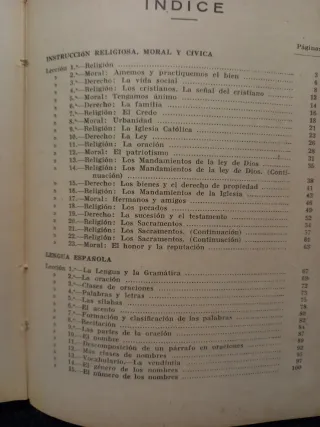 INDICE
Páginas
INSTRUCCION RELIGIOSA, MORAL Y CIVICA
Lección 1.ª—Religión
» 2.ª—Moral: Amemos y practiquemos el bien
» 3.ª—Derecho: La vida social
» 4.ª—Religión: Los cristianos. La señal del cristiano
» 5.ª—Moral: Tengamos ánimo
» 6.ª—Derecho: La familia
» 7.ª—Religión: El Credo
» 8.ª—Moral: Urbanidad
» 9.ª—Religión: La Iglesia Católica
» 10.—Derecho: La Ley
» 11.—Religión: La oración
» 12.—Moral: El patriotismo
» 13.—Religión: Los Mandamientos de la ley de Dios
» 14.—Religión: Los Mandamientos de la ley de Dios. (Conti-
nuación)
» 15.—Derecho: Los bienes y el derecho de propiedad
» 16.—Religión: Los Mandamientos de la Iglesia
» 17.—Moral: Hermanos y amigos
» 18.—Religión: Los pecados
» 19.—Derecho: La sucesión y el testamento
» 20.—Religión: Los Sacramentos
» 21.—Religión: Los Sacramentos. (Continuación)
» 22.—Religión: Los Sacramentos. (Continuación)
» 23.—Moral: El honor y la reputación
LENGUA ESPAÑOLA
Lección 1.ª—La Lengua y la Gramática
» 2.ª—La oración
» 3.ª—Clases de oraciones
» 4.ª—Palabras y letras
» 5.ª—Las sílabas
» 6.ª—El acento
» 7.ª—Formación y clasificación de las palabras
» 8.ª—Recitación
» 9.ª—Las partes de la oración
» 10.—El nombre
» 11.—Descomposición de un párrafo en oraciones
» 12.—Más clases de nombres
» 13.—Vocabulario.—La vendimia
» 14.—El género de los nombres
» 15.—El número de los nombres